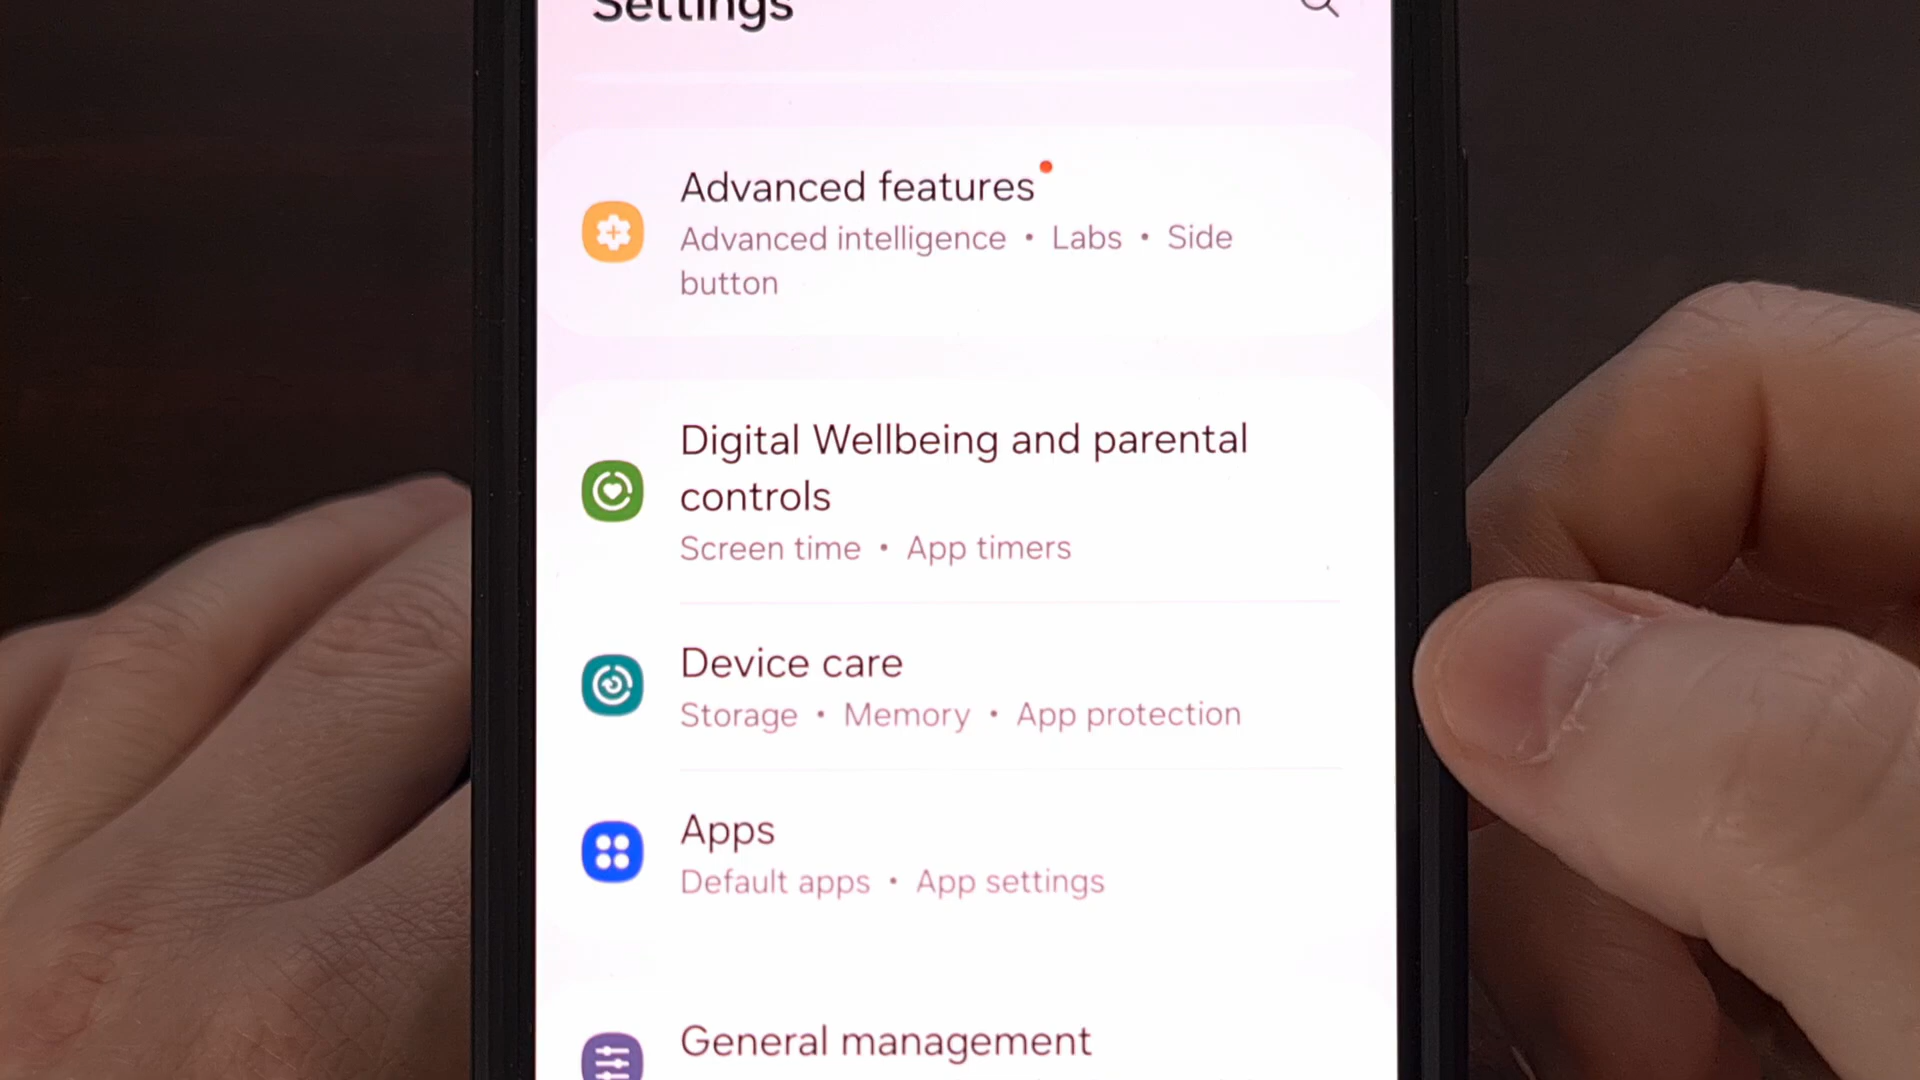 Settings
Advanced features
Advanced intelligence • Labs • Side
button
Digital Wellbeing and parental
controls
Screen time • App timers
Device care
Storage • Memory • App protection
Apps
Default apps • App settings
General management